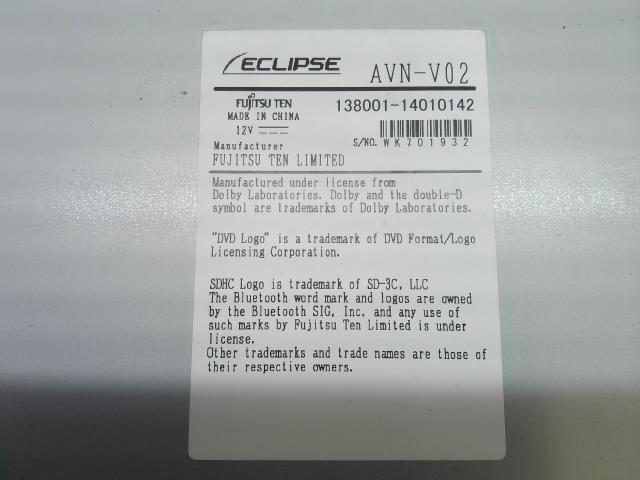 ECLIPSE AVN-V02
FUJITSU TEN 138001-14010142
MADE IN CHINA
12V
S/NO. WK701932
Manufacturer
FUJITSU TEN LIMITED
Manufactured under license from
Dolby Laboratories. Dolby and the double-D
symbol are trademarks of Dolby Laboratories.
"DVD Logo" is a trademark of DVD Format/Logo
Licensing Corporation.
SDHC Logo is trademark of SD-3C, LLC
The Bluetooth word mark and logos are owned
by the Bluetooth SIG, Inc. and any use of
such marks by Fujitsu Ten Limited is under
license.
Other trademarks and trade names are those of
their respective owners.